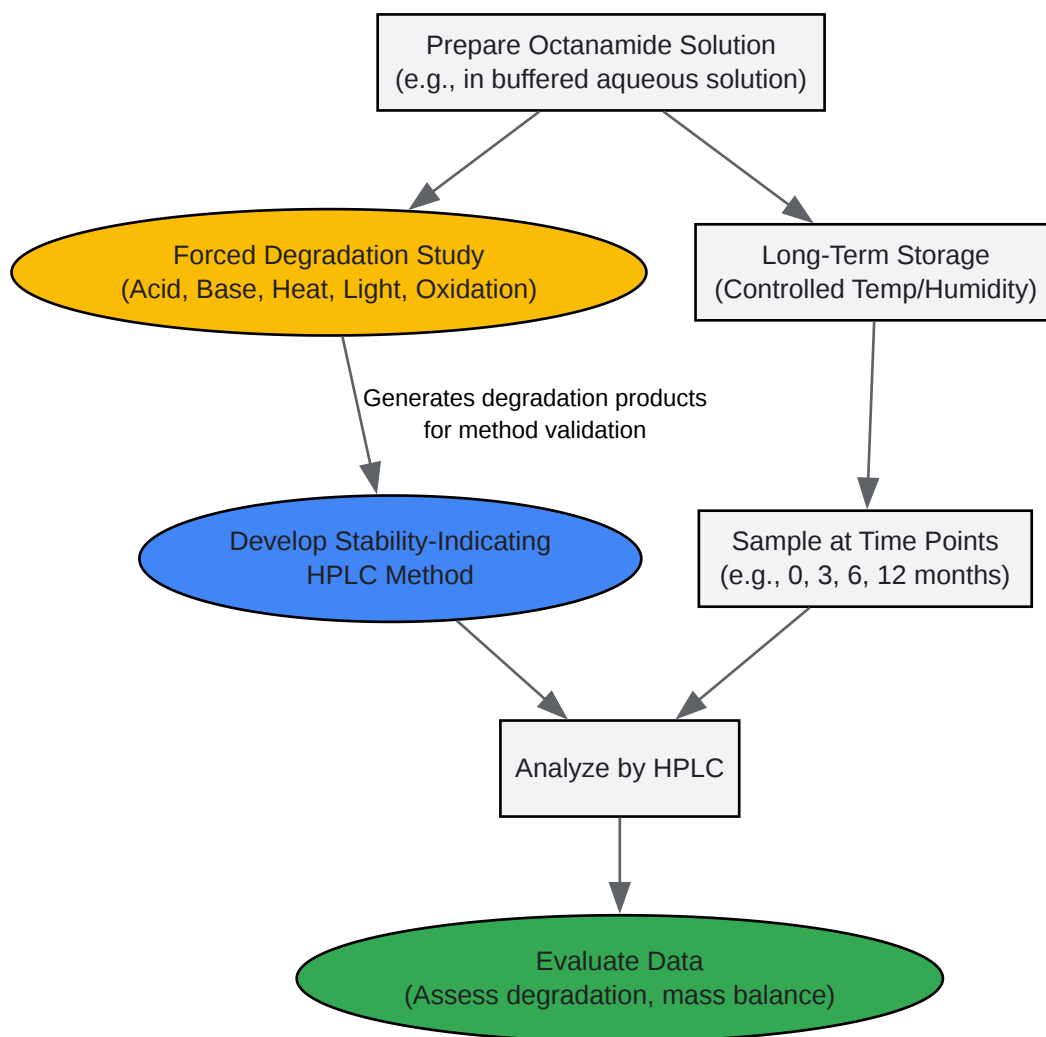 Prepare Octanamide Solution
(e.g., in buffered aqueous solution)
Forced Degradation Study
(Acid, Base, Heat, Light, Oxidation)
Long-Term Storage
(Controlled Temp/Humidity)
Generates degradation products
for method validation
Develop Stability-Indicating
HPLC Method
Sample at Time Points
(e.g., 0, 3, 6, 12 months)
Analyze by HPLC
Evaluate Data
(Assess degradation, mass balance)